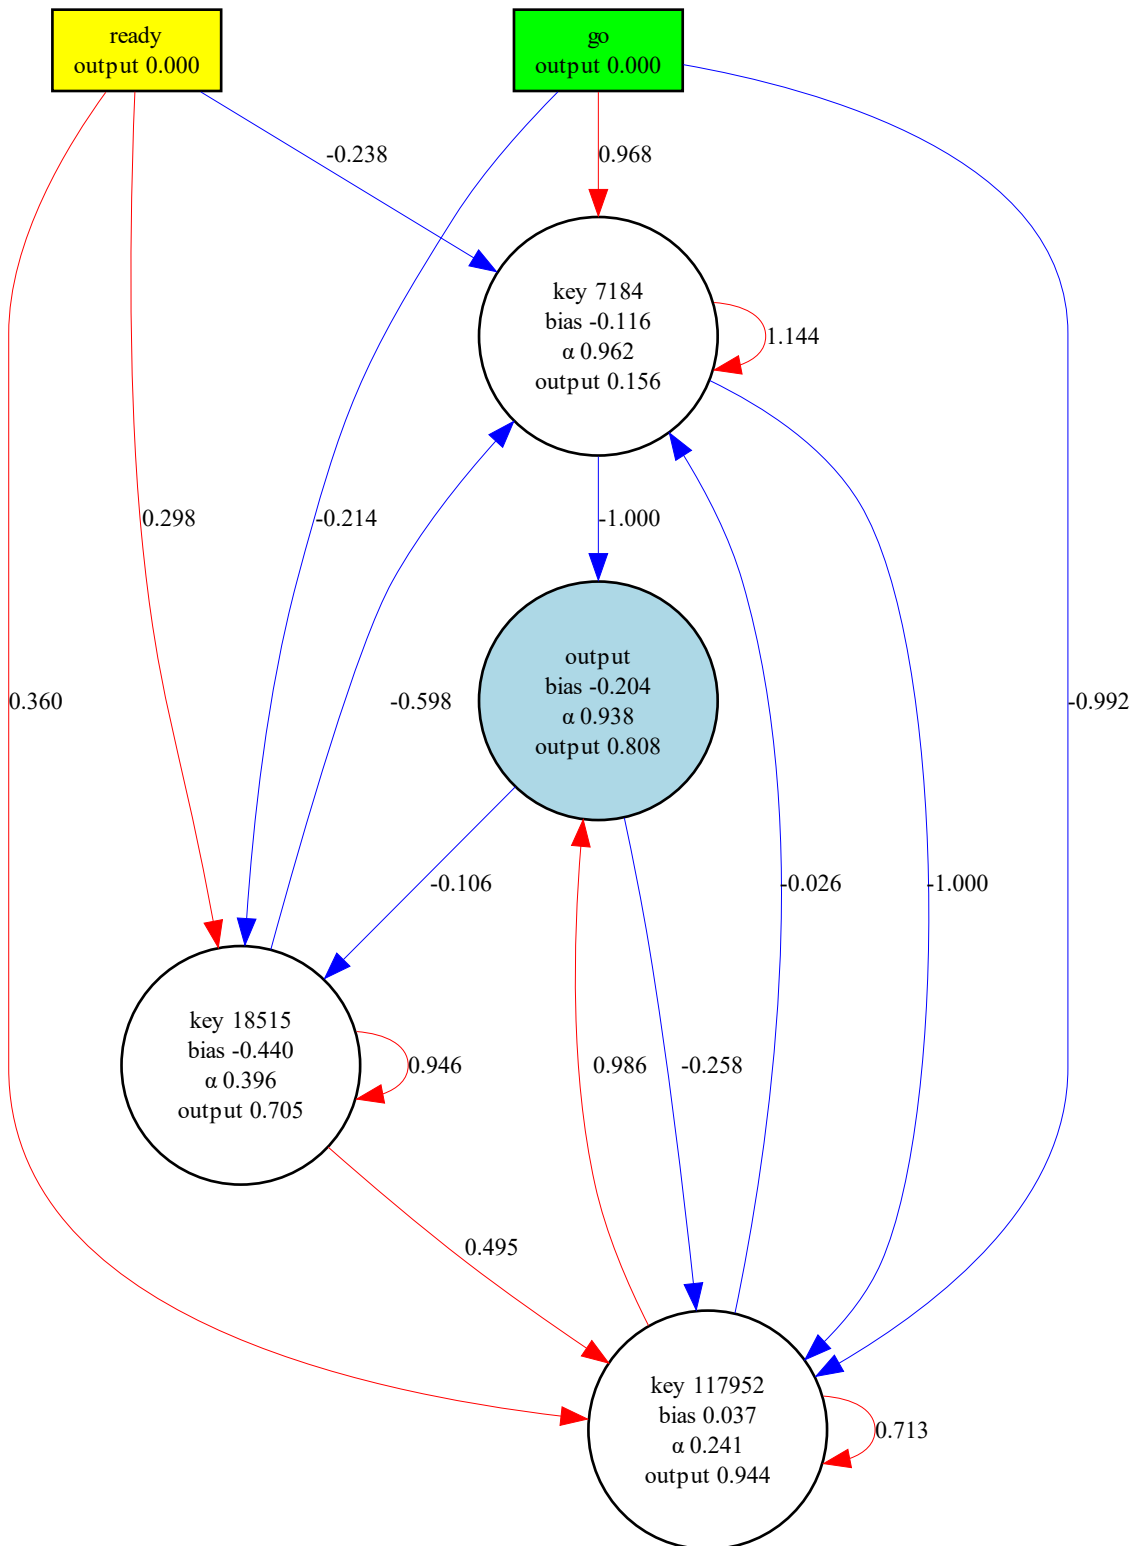 ready
output 0.000
go
output 0.000
-0.238
0.968
key 7184
bias -0.116
α 0.962
output 0.156
1.144
0.298
-0.214
-1.000
output
bias -0.204
α 0.938
output 0.808
0.360
-0.598
-0.992
-0.106
-0.026
-1.000
key 18515
bias -0.440
α 0.396
output 0.705
0.946
0.986
-0.258
0.495
key 117952
bias 0.037
α 0.241
output 0.944
0.713